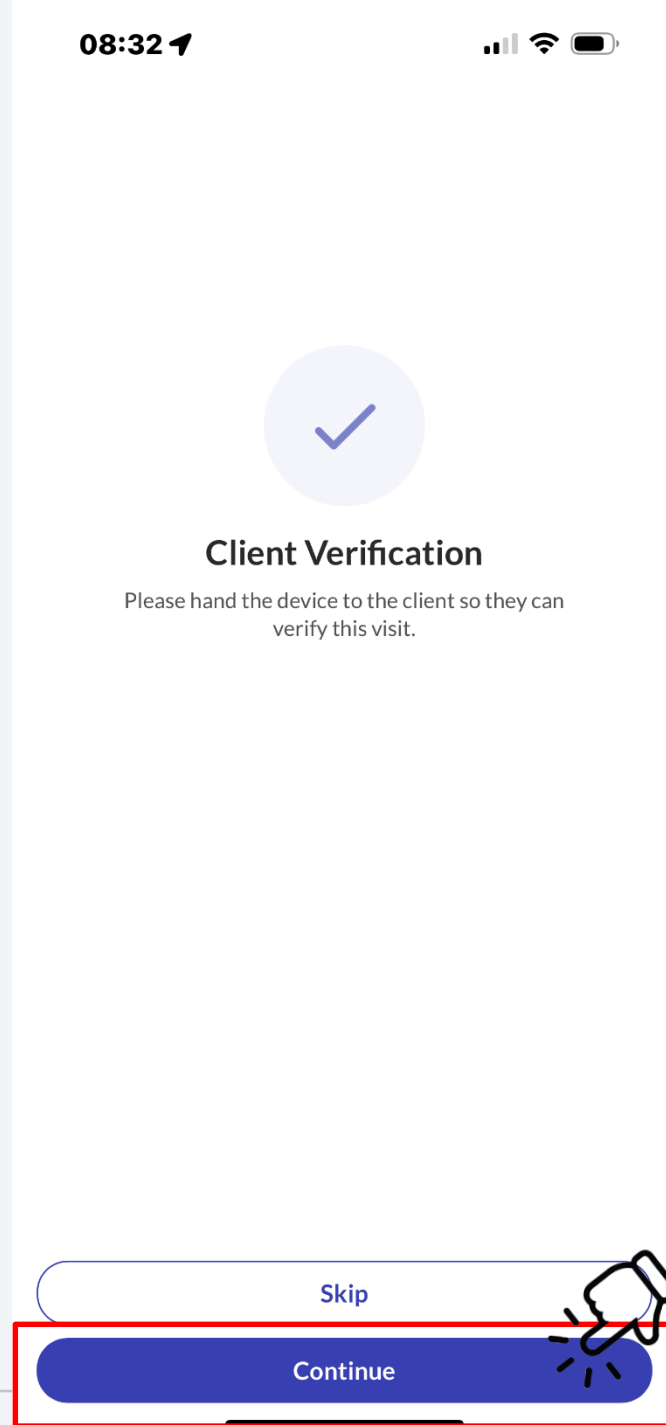 08:32
Client Verification
Please hand the device to the client so they can
verify this visit.
Skip
Continue